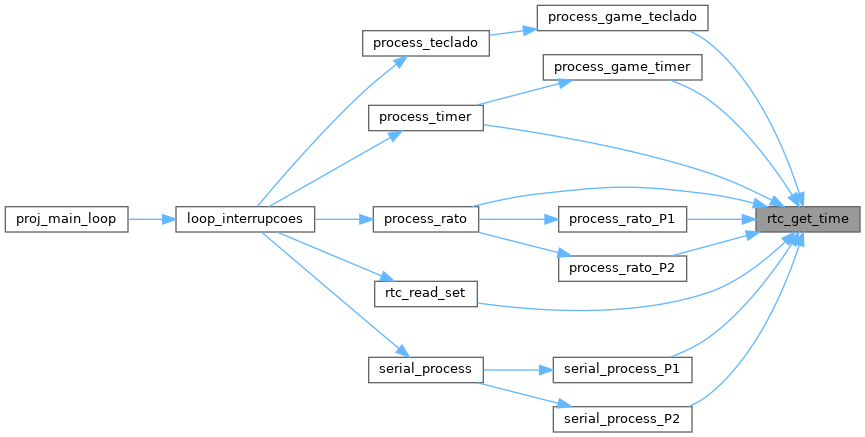 process_game_teclado
process_teclado
process_game_timer
process_timer
proj_main_loop
loop_interrupcoes
process_rato
process_rato_P1
rtc_get_time
process_rato_P2
rtc_read_set
serial_process
serial_process_P1
serial_process_P2